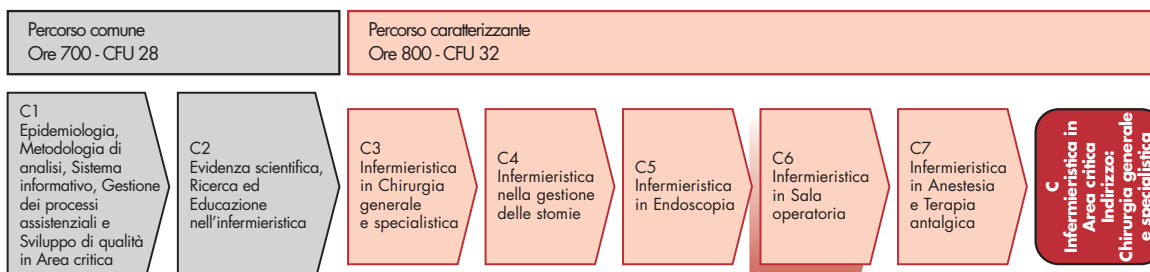 Percorso comune
Ore 700 - CFU 28
Percorso caratterizzante
Ore 800 - CFU 32
C1
Epidemiologia,
Metodologia di
analisi, Sistema
informativo, Gestione
dei processi
assistenziali e
Sviluppo di qualità
in Area critica
C2
Evidenza scientifica,
Ricerca ed
Educazione
nell'infermieristica
C3
Infermieristica
in Chirurgia
generale
e specialistica
C4
Infermieristica
nella gestione
delle stomie
C5
Infermieristica
in Endoscopia
C6
Infermieristica
in Sala
operatoria
C7
Infermieristica
in Anestesia
e Terapia
antalgica
C
Infermieristica in
Area critica
Indirizzo:
Chirurgia generale
e specialistica